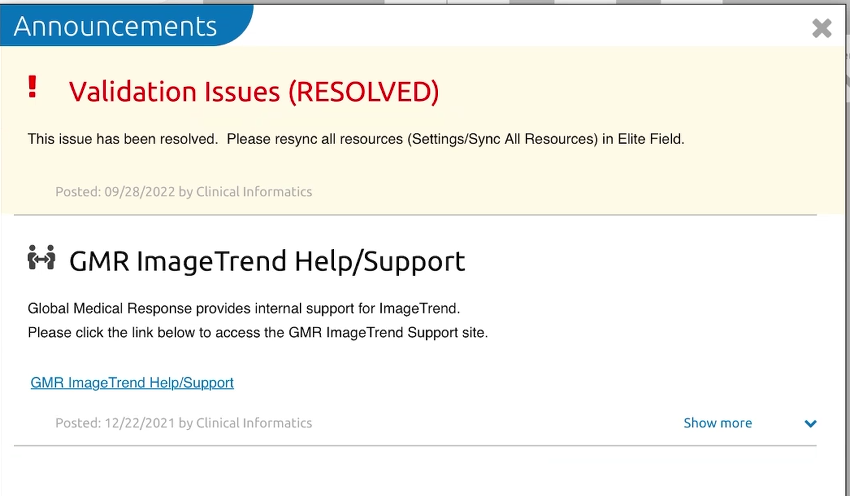 Announcements
Validation Issues (RESOLVED)
This issue has been resolved.  Please resync all resources (Settings/Sync All Resources) in Elite Field.
Posted: 09/28/2022 by Clinical Informatics
GMR ImageTrend Help/Support
Global Medical Response provides internal support for ImageTrend.
Please click the link below to access the GMR ImageTrend Support site.
GMR ImageTrend Help/Support
Posted: 12/22/2021 by Clinical Informatics
Show more